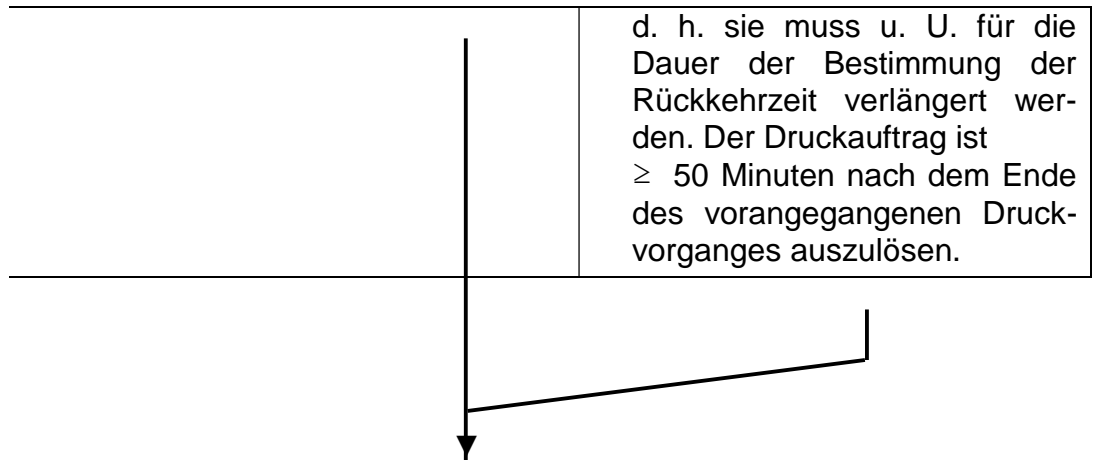 d. h. sie muss u. U. für die
Dauer der Bestimmung der
Rückkehrzeit verlängert wer-
den. Der Druckauftrag ist
≥ 50 Minuten nach dem Ende
des vorangegangenen Druck-
vorganges auszulösen.